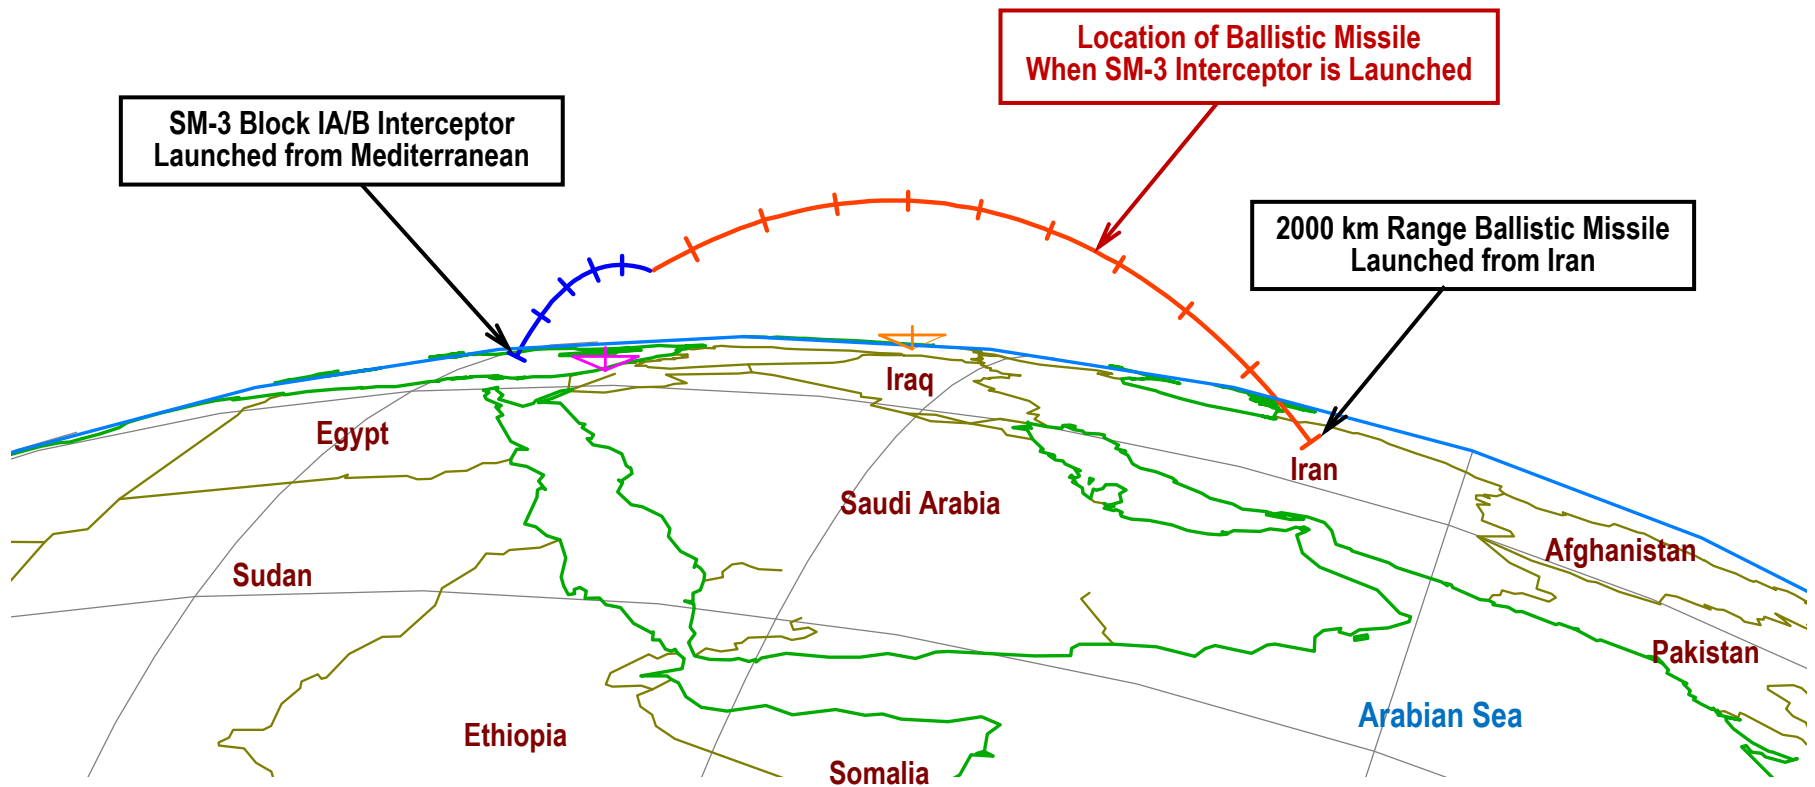 Location of Ballistic Missile
When SM-3 Interceptor is Launched
SM-3 Block IA/B Interceptor
Launched from Mediterranean
2000 km Range Ballistic Missile
Launched from Iran
Iraq
Egypt
Iran
Saudi Arabia
Afghanistan
Sudan
Pakistan
Arabian Sea
Ethiopia
Somalia